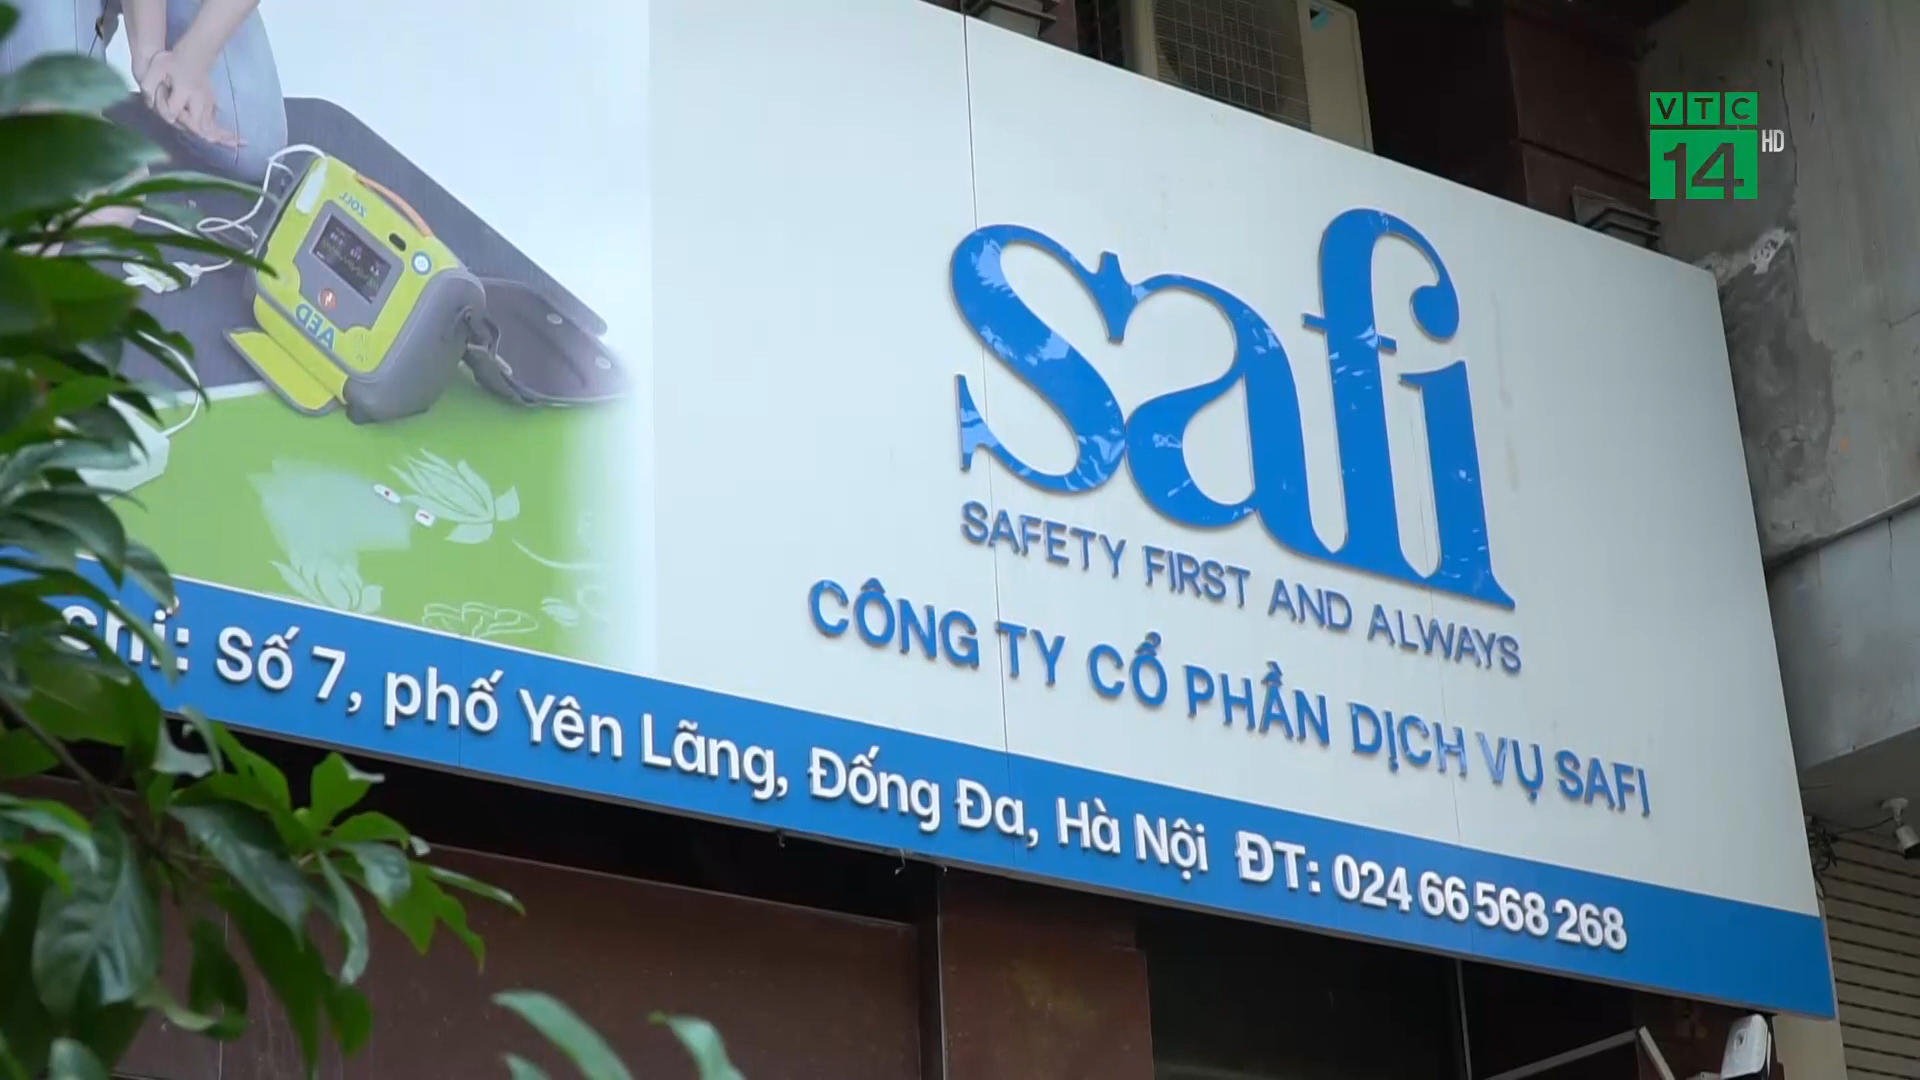 VTC
14 HD
ZOLL
AED
safi
SAFETY FIRST AND ALWAYS
CÔNG TY CỔ PHẦN DỊCH VỤ SAFI
chỉ: Số 7, phố Yên Lãng, Đống Đa, Hà Nội ĐT: 024 66 568 268